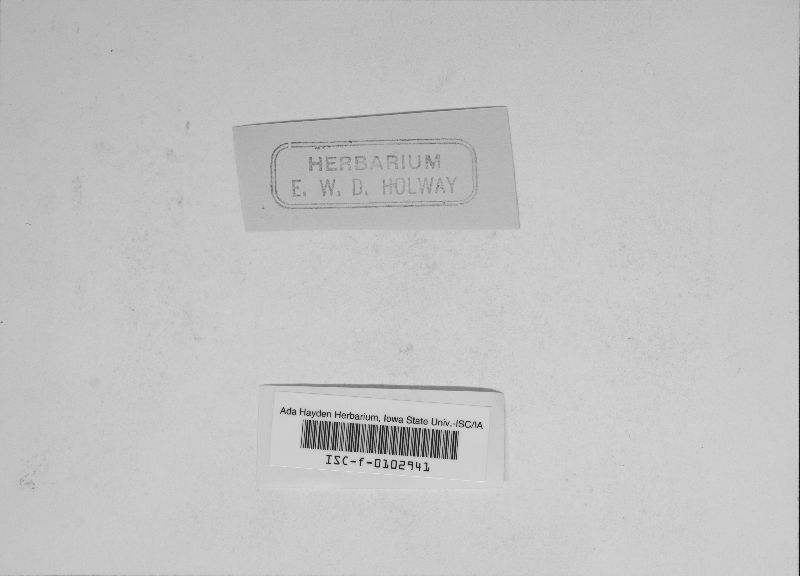 HERBARIUM
E. W. D. HOLWAY
Ada Hayden Herbarium, Iowa State Univ.-ISC/IA
ISC-f-0102941